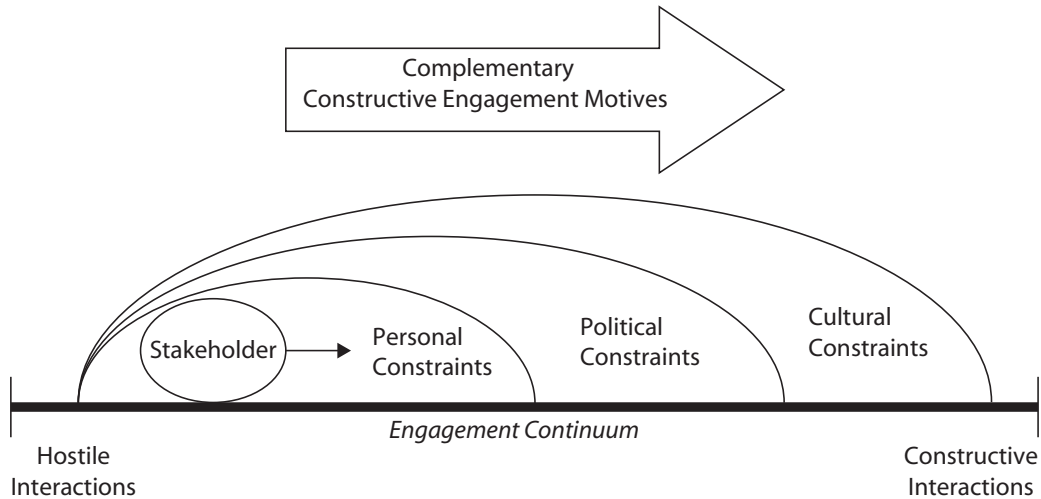 Complementary
Constructive Engagement Motives
Stakeholder
Personal
Constraints
Political
Constraints
Cultural
Constraints
Engagement Continuum
Hostile
Interactions
Constructive
Interactions